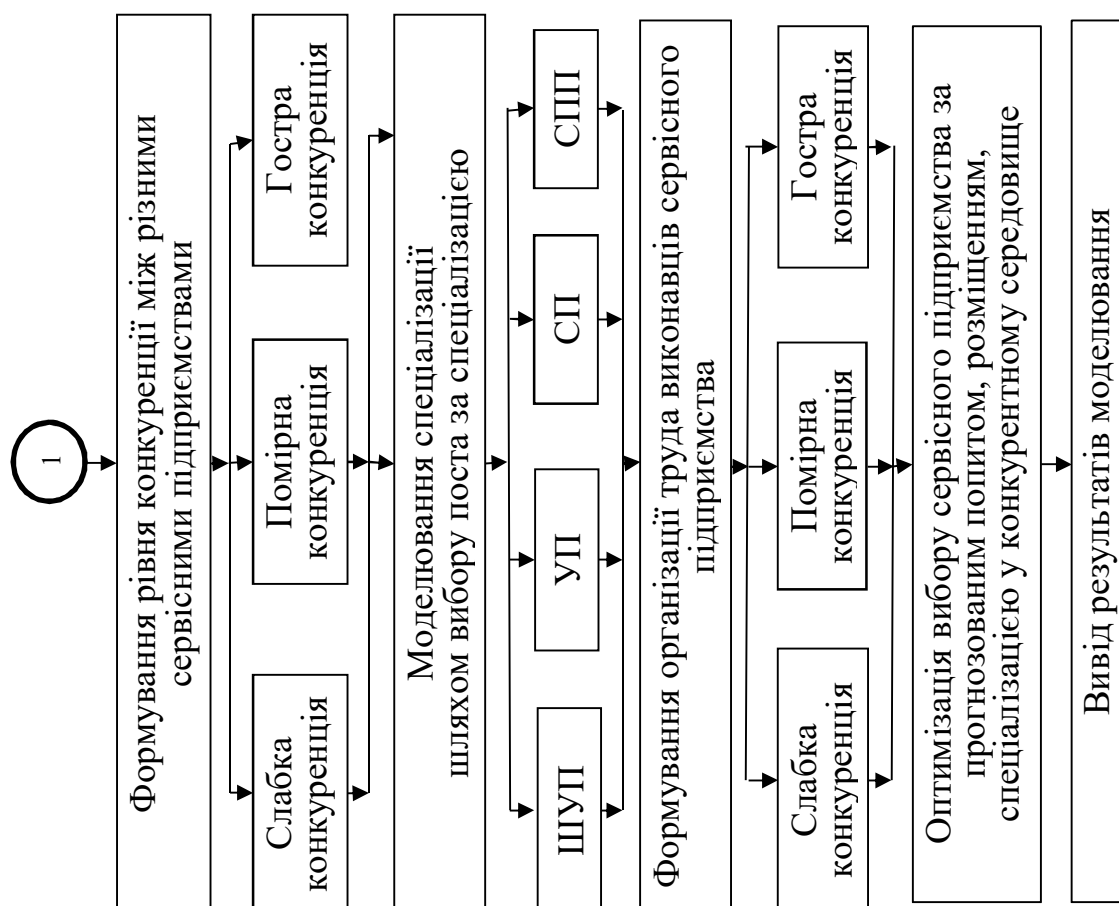 1
Формування рівня конкуренції між різними
сервісними підприємствами
Слабка
конкуренція
Помірна
конкуренція
Гостра
конкуренція
Моделювання спеціалізації
шляхом вибору поста за спеціалізацією
ШУП
УП
СП
СПП
Формування організації труда виконавців сервісного
підприємства
Слабка
конкуренція
Помірна
конкуренція
Гостра
конкуренція
Оптимізація вибору сервісного підприємства за
прогнозованим попитом, розміщенням,
спеціалізацією у конкурентному середовище
Вивід результатів моделювання